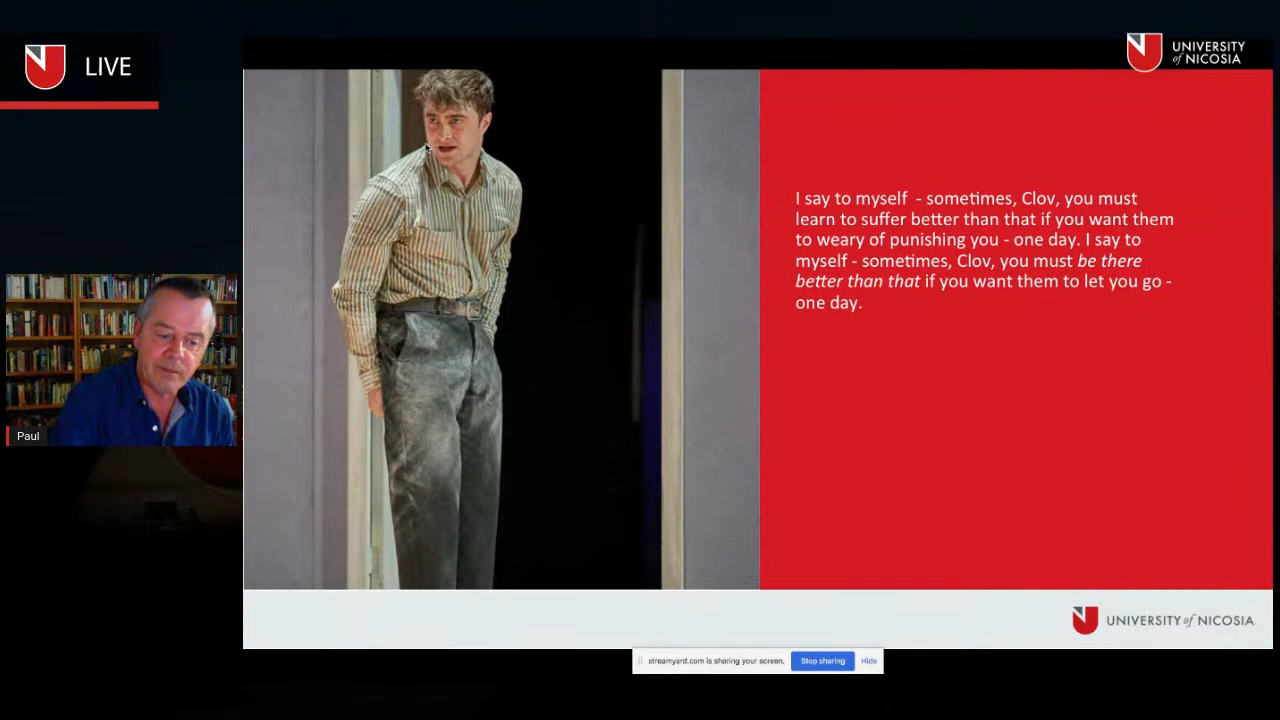 LIVE
UNIVERSITY
of NICOSIA
I say to myself - sometimes, Clov, you must
learn to suffer better than that if you want them
to weary of punishing you - one day. I say to
myself - sometimes, Clov, you must be there
better than that if you want them to let you go -
one day.
Paul
UNIVERSITY of NICOSIA
streamyard.com is sharing your screen. Stop sharing Hide